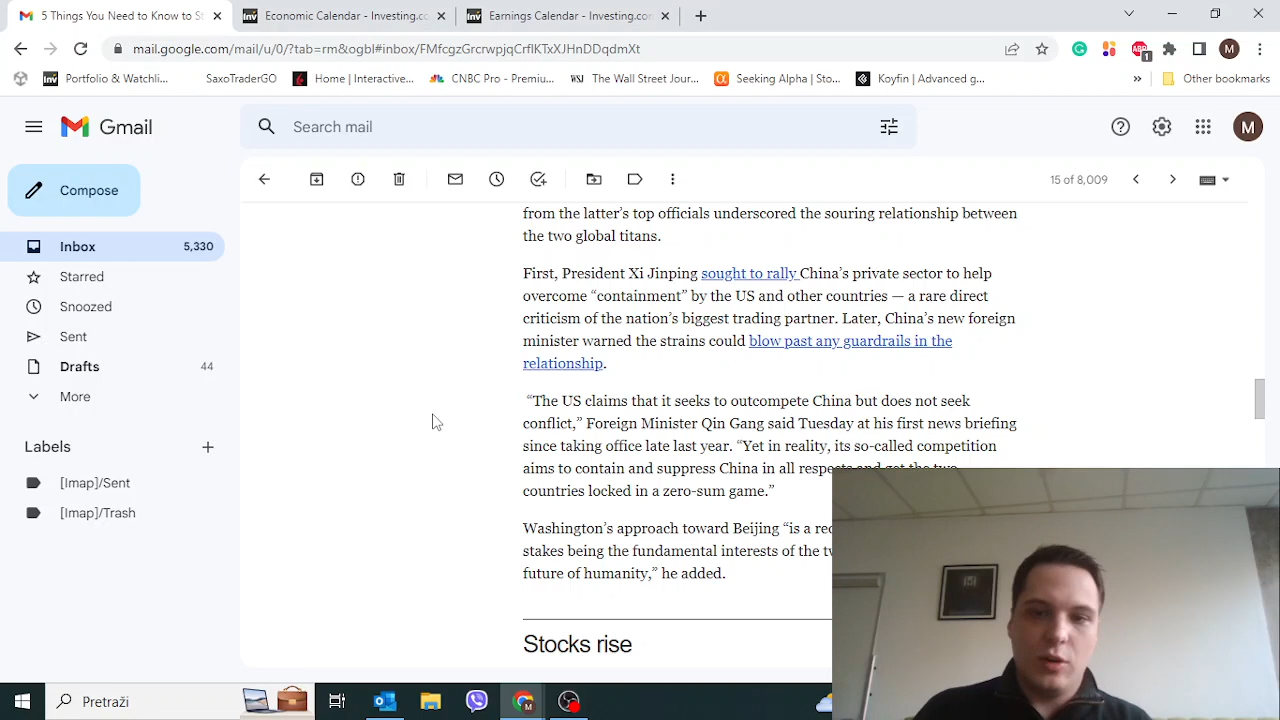 5 Things You Need to Know to St
Economic Calendar - Investing.co
Earnings Calendar - Investing.co
mail.google.com/mail/u/0/?tab=rm&ogbl#inbox/FMfcgzGrcrwpjqCrflKTxXJHnDDqdmXt
1
M
Portfolio & Watchli...
SaxoTraderGO
Home | Interactive...
CNBC Pro - Premiu...
WSJ The Wall Street Jour...
Seeking Alpha | Sto...
Koyfin | Advanced g...
»
Other bookmarks
Gmail
Search mail
M
Compose
15 of 8,009
Inbox 5,330
Starred
Snoozed
Sent
Drafts 44
More
Labels
[Imap]/Sent
[Imap]/Trash
from the latter's top officials underscored the souring relationship between
the two global titans.
First, President Xi Jinping sought to rally China's private sector to help
overcome “containment” by the US and other countries — a rare direct
criticism of the nation's biggest trading partner. Later, China's new foreign
minister warned the strains could blow past any guardrails in the
relationship.
“The US claims that it seeks to outcompete China but does not seek
conflict,” Foreign Minister Qin Gang said Tuesday at his first news briefing
since taking office late last year. “Yet in reality, its so-called competition
aims to contain and suppress China in all respects and get the two
countries locked in a zero-sum game.”
Washington's approach toward Beijing “is a rec
stakes being the fundamental interests of the tw
future of humanity,” he added.
Stocks rise
Pretraži